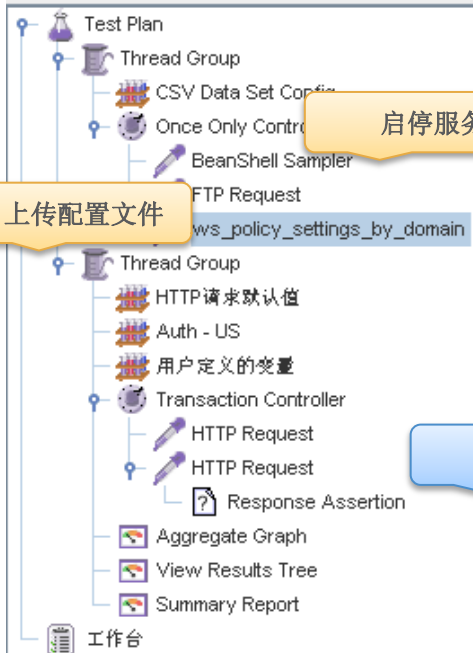 Test Plan
Thread Group
CSV Data Set Config
Once Only Contro
启停服务
BeanShell Sampler
FTP Request
上传配置文件
ws_policy_settings_by_domain
Thread Group
HTTP请求默认值
Auth - US
用户定义的变量
Transaction Controller
HTTP Request
HTTP Request
Response Assertion
Aggregate Graph
View Results Tree
Summary Report
工作台